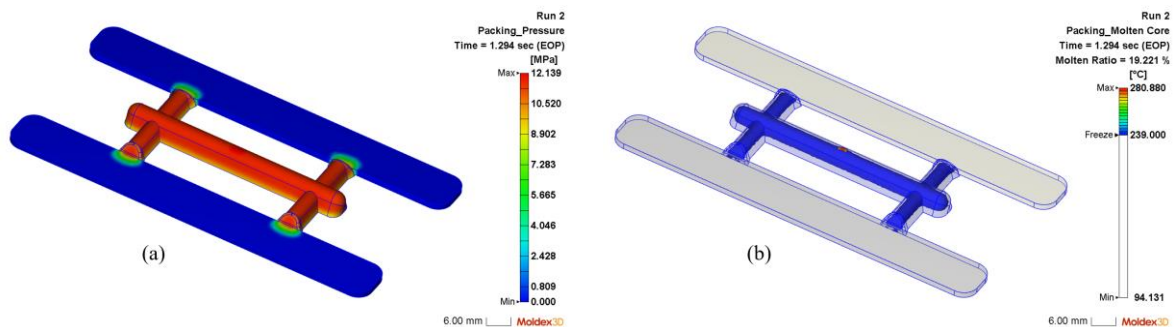 Run 2
Packing_Pressure
Time = 1.294 sec (EOP)
[MPa]
Max 12.139
10.520
8.902
7.283
5.665
4.046
2.428
0.809
Min 0.000
(a)
6.00 mm Moldex3D
Run 2
Packing_Molten Core
Time = 1.294 sec (EOP)
Molten Ratio = 19.221 %
[°C]
Max 280.880
Freeze 239.000
Min 94.131
(b)
6.00 mm Moldex3D